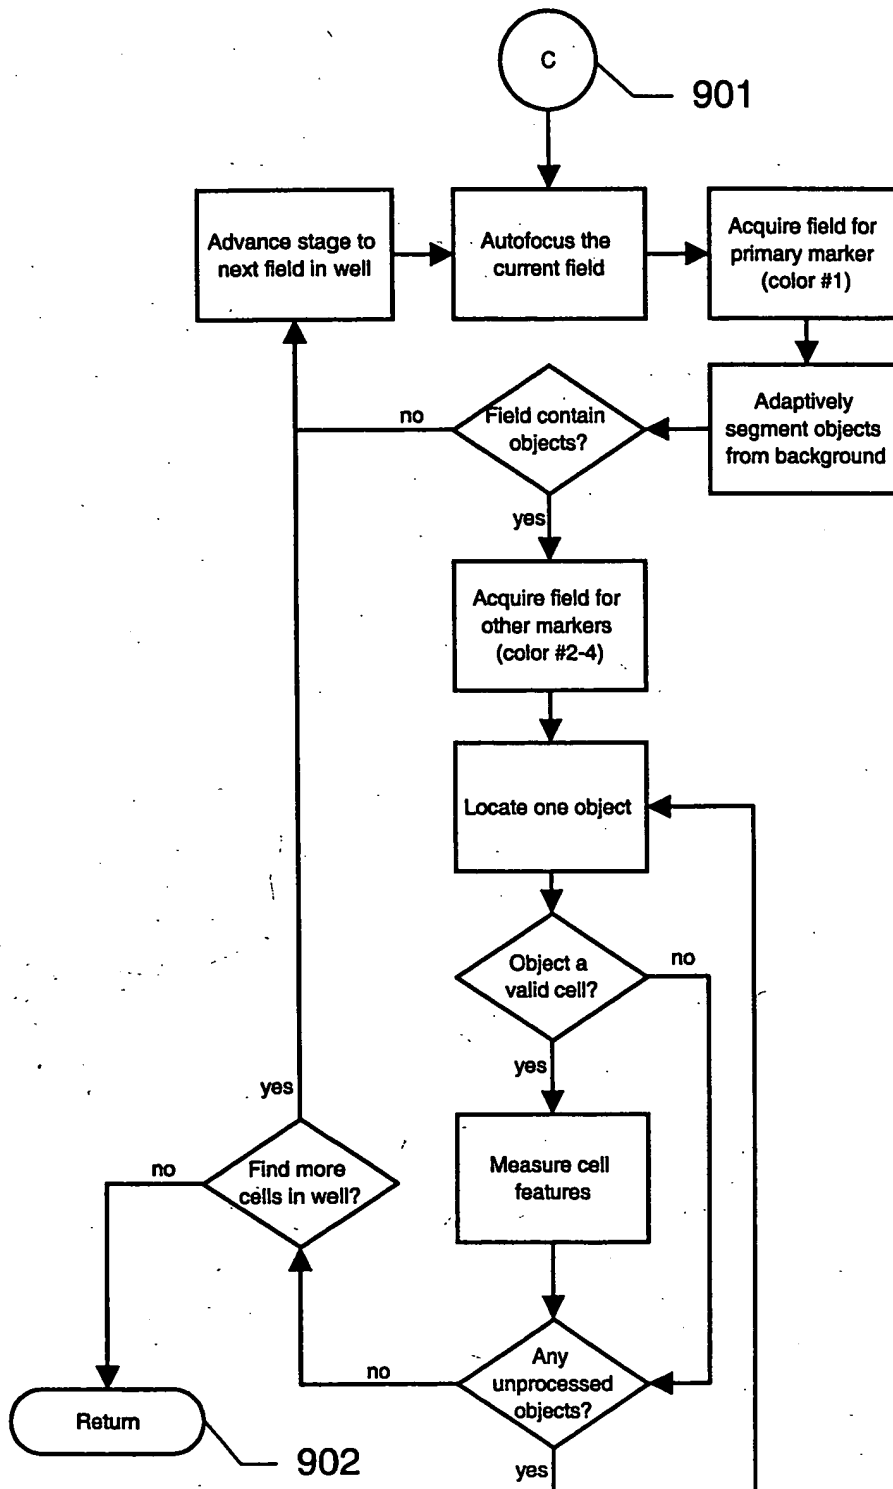 C
901
Advance stage to
next field in well
Autofocus the
current field
Acquire field for
primary marker
(color #1)
Adaptively
segment objects
from background
Field contain
objects?
no
yes
Acquire field for
other markers
(color #2-4)
Locate one object
Object a
valid cell?
no
yes
Measure cell
features
yes
Find more
cells in well?
no
Any
unprocessed
objects?
no
yes
Return
902